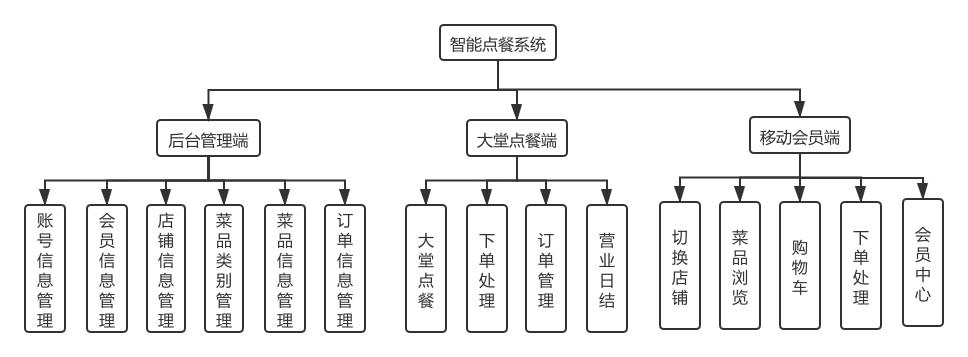 智能点餐系统
后台管理端
大堂点餐端
移动会员端
账号信息管理
会员信息管理
店铺信息管理
菜品类别管理
菜品信息管理
订单信息管理
大堂点餐
下单处理
订单管理
营业日结
切换店铺
菜品浏览
购物车
下单处理
会员中心